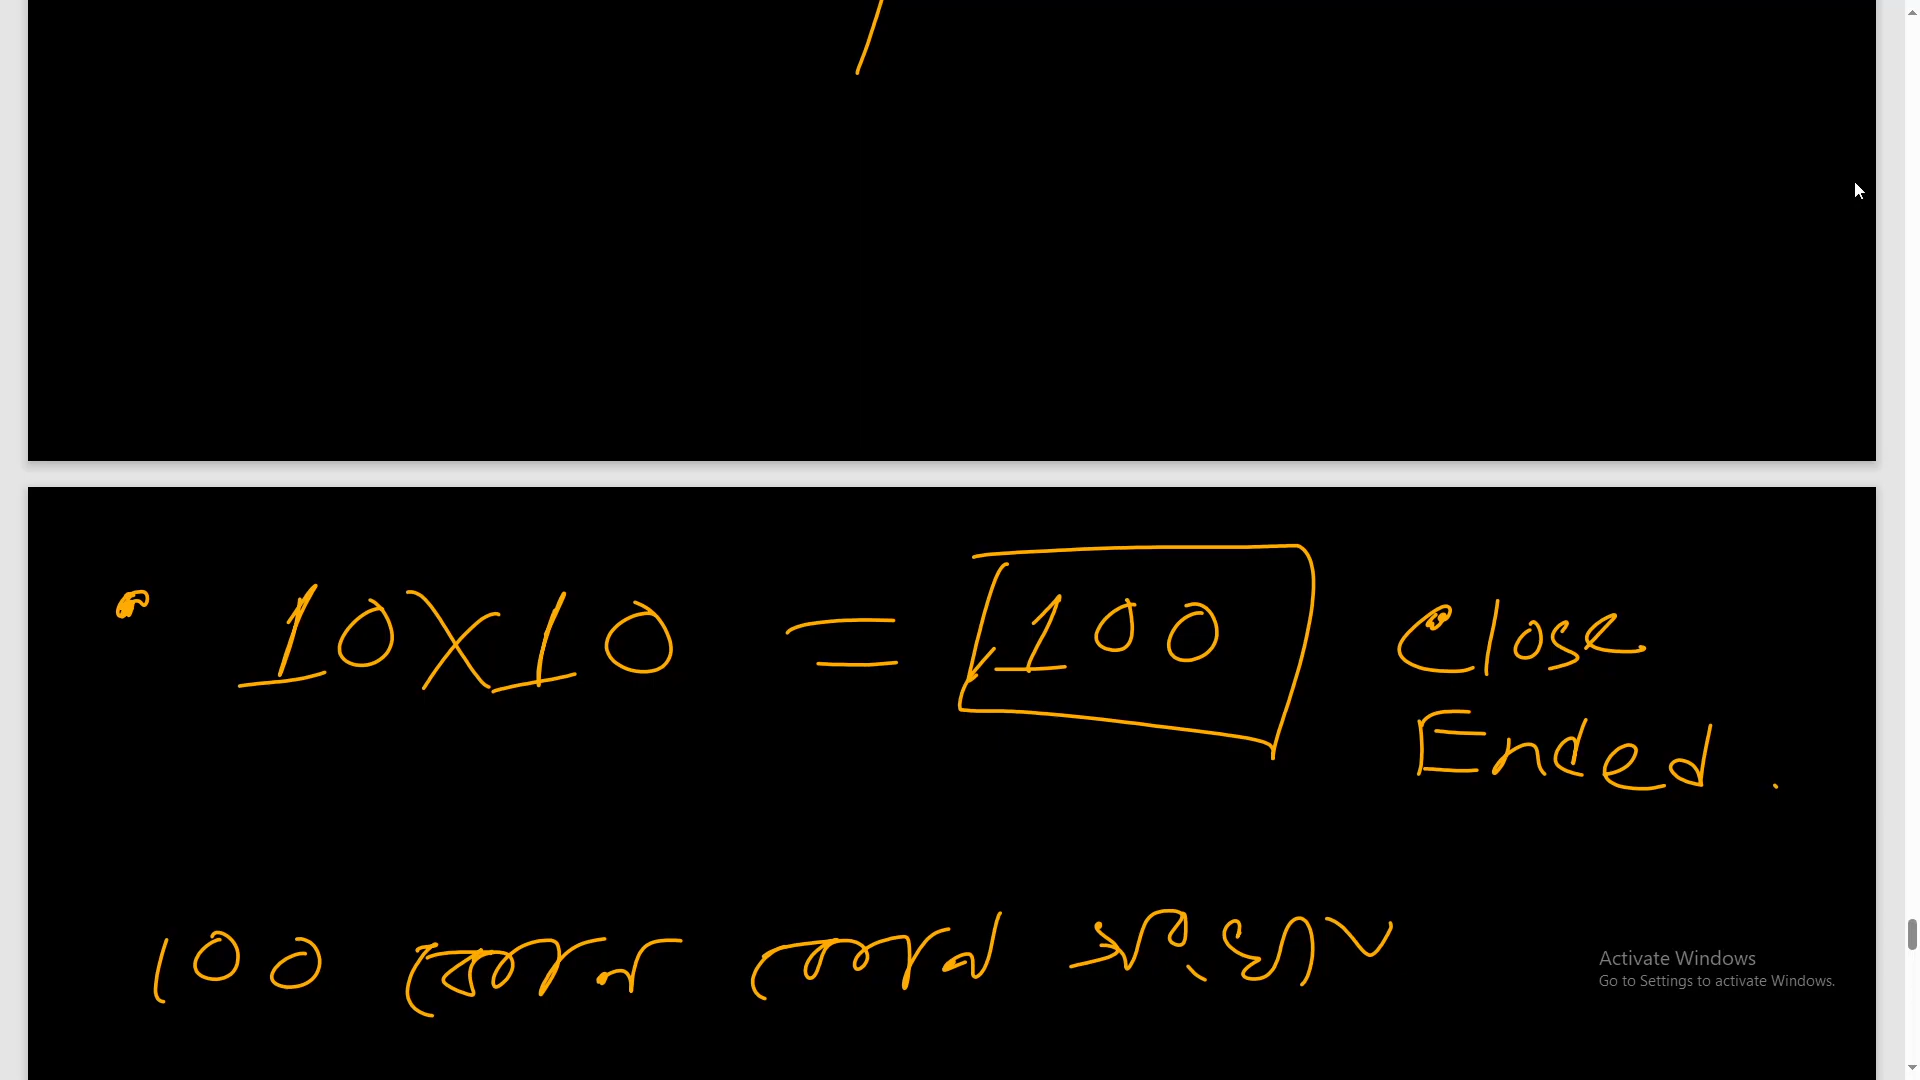 10X10 = 100 Close
Ended.
100 কোন কোন সংখ্যার
Activate Windows
Go to Settings to activate Windows.